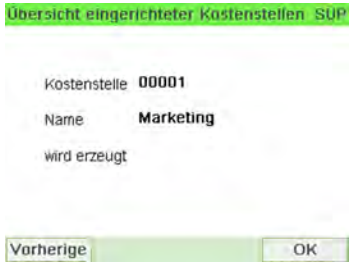 Übersicht eingerichteter Kostenstellen SUP
Kostenstelle 00001
Name Marketing
wird erzeugt
Vorherige OK